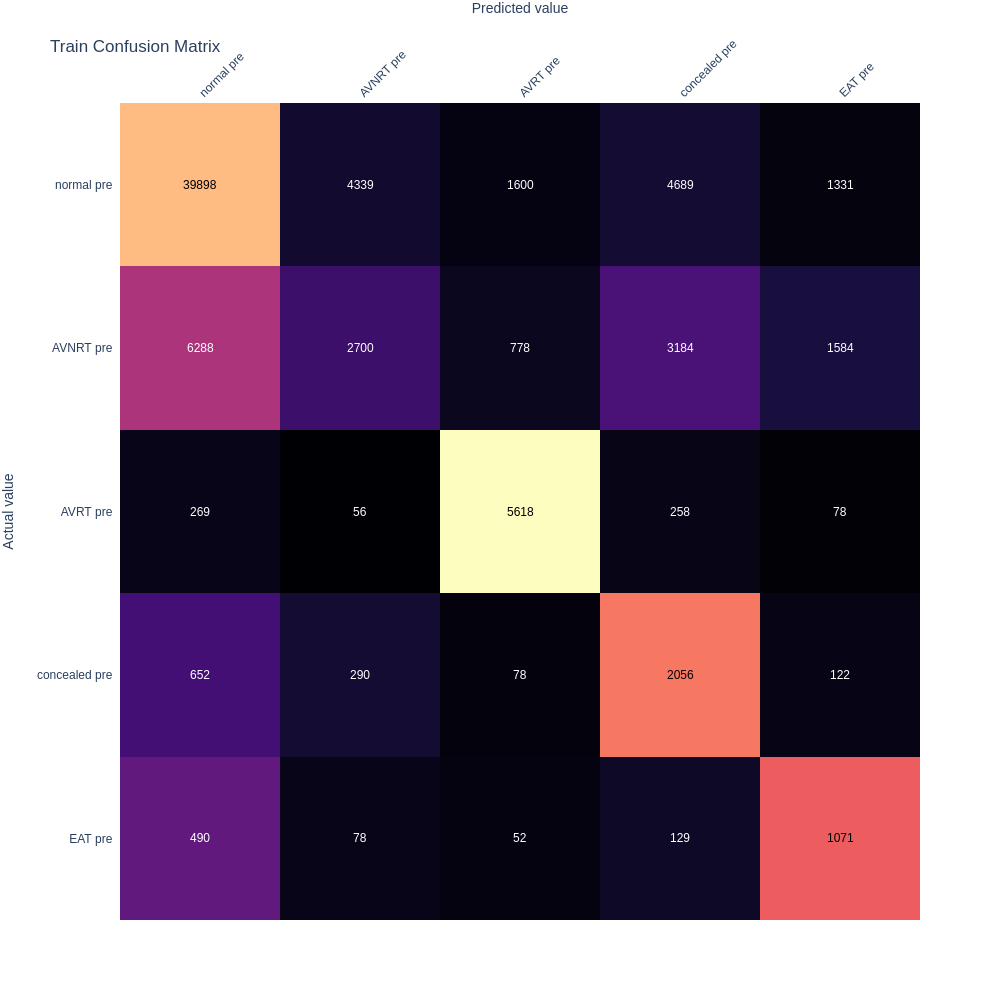 Predicted value
Train Confusion Matrix
normal pre
AVNRT pre
AVRT pre
concealed pre
EAT pre
normal pre 39898 4339 1600 4689 1331
AVNRT pre 6288 2700 778 3184 1584
AVRT pre 269 56 5618 258 78
concealed pre 652 290 78 2056 122
EAT pre 490 78 52 129 1071
Actual value